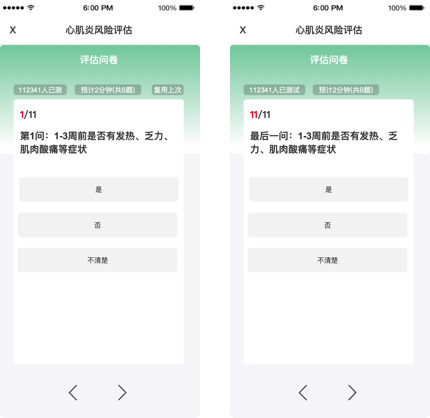 6:00 PM
100%
X
心肌炎风险评估
评估问卷
112341人已测
预计2分钟(共8题)
复用上次
1/11
第1问：1-3周前是否有发热、乏力、
肌肉酸痛等症状
是
否
不清楚
6:00 PM
100%
X
心肌炎风险评估
评估问卷
112341人已测试
预计2分钟(共8题)
11/11
最后一问：1-3周前是否有发热、乏
力、肌肉酸痛等症状
是
否
不清楚